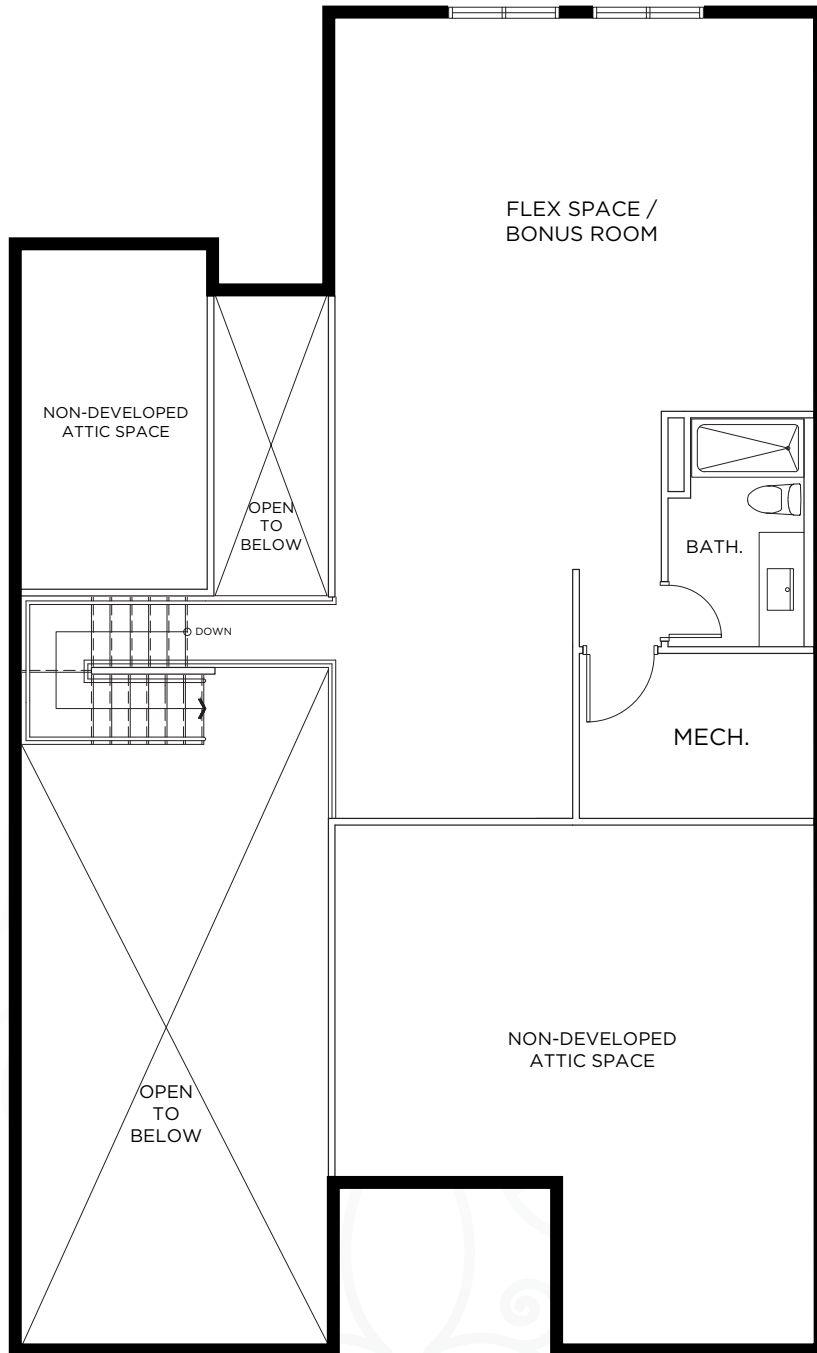 FLEX SPACE /
BONUS ROOM
NON-DEVELOPED
ATTIC SPACE
OPEN
TO
BELOW
BATH.
DOWN
MECH.
NON-DEVELOPED
ATTIC SPACE
OPEN
TO
BELOW